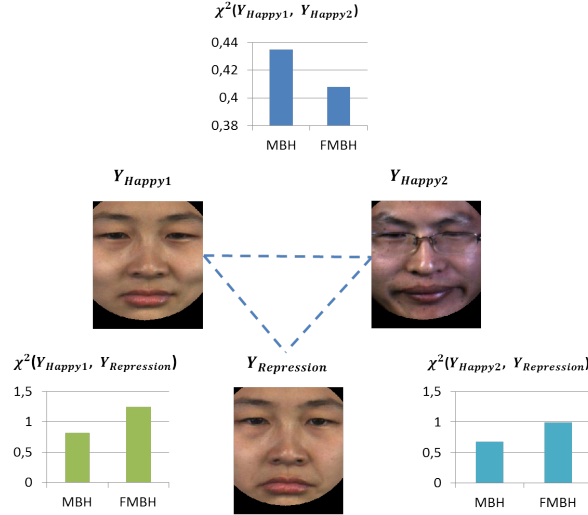 χ²(Y_Happy1, Y_Happy2)
0,44
0,42
0,4
0,38
MBH FMBH
Y_Happy1
Y_Happy2
χ²(Y_Happy1, Y_Repression)
Y_Repression
χ²(Y_Happy2, Y_Repression)
1,5
1
0,5
0
MBH FMBH
1,5
1
0,5
0
MBH FMBH